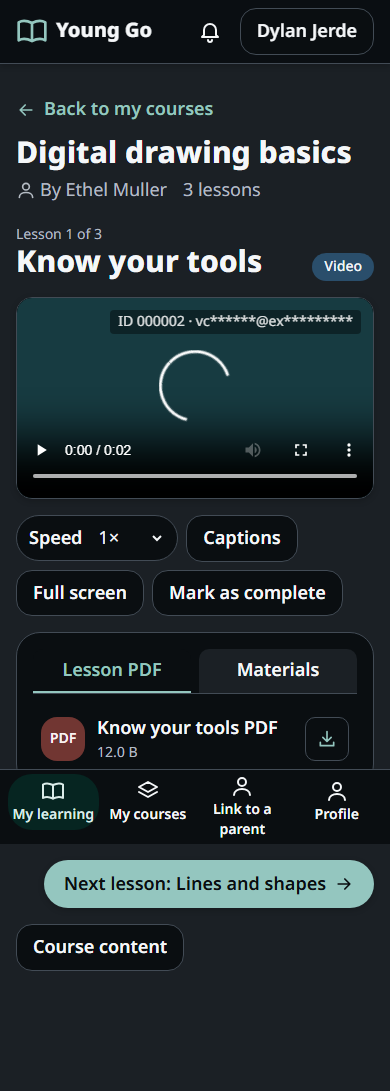 Young Go
Dylan Jerde
Back to my courses
Digital drawing basics
By Ethel Muller 3 lessons
Lesson 1 of 3
Know your tools
Video
ID 000002 · vc******@ex*********
0:00 / 0:02
Speed 1×
Captions
Full screen
Mark as complete
Lesson PDF
Materials
PDF
Know your tools PDF
12.0 B
My learning
My courses
Link to a
parent
Profile
Next lesson: Lines and shapes
Course content